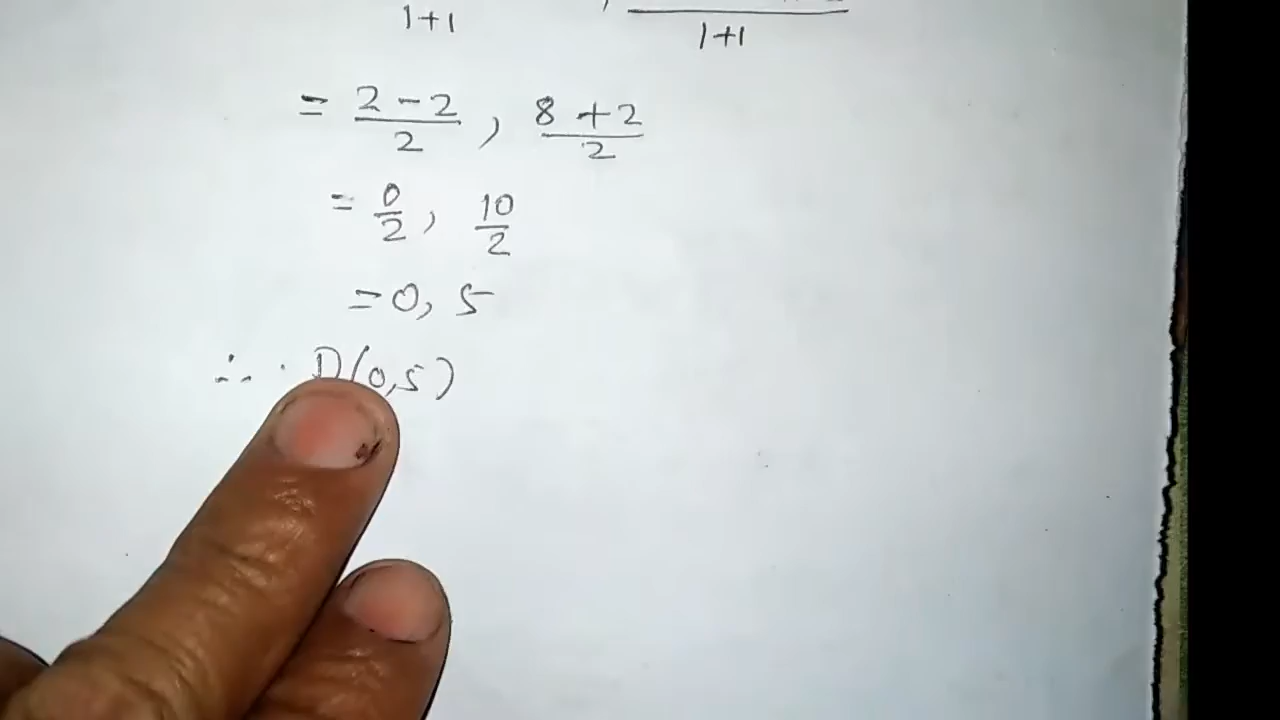 1+1 , 1+1
= 2-2/2 , 8+2/2
= 0/2 , 10/2
= 0, 5
∴ D(0,5)